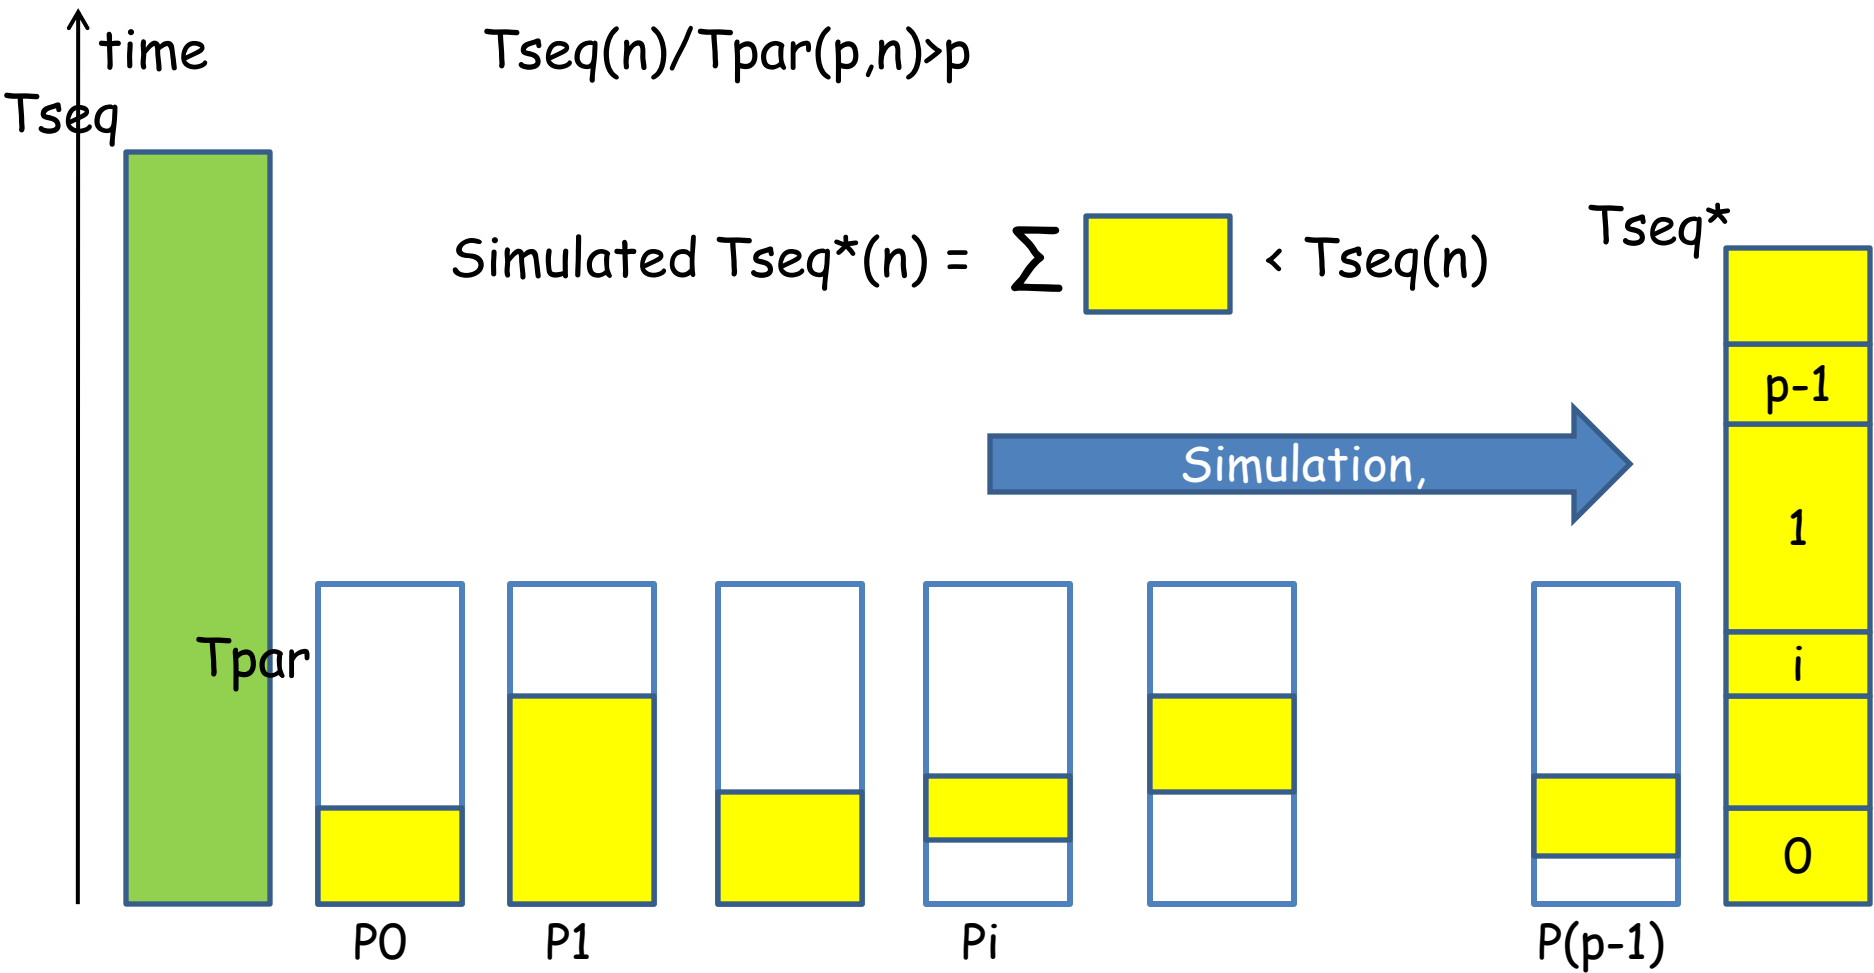 time
Tseq(n)/Tpar(p,n)>p
Tseq
Simulated Tseq*(n) = ∑ < Tseq(n)
Tseq*
p-1
Simulation,
1
Tpar
i
0
P0 P1 Pi P(p-1)